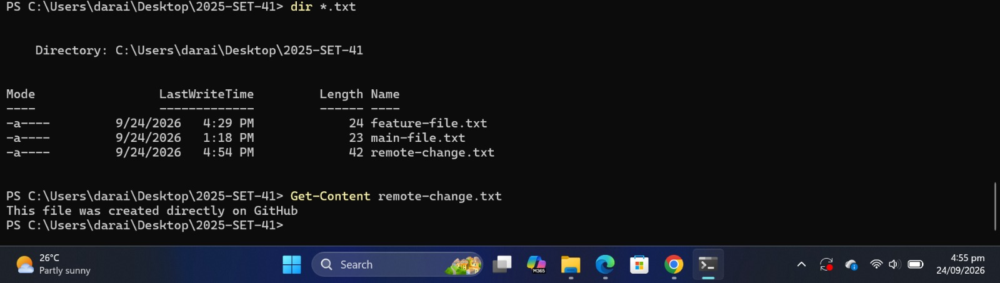 PS C:\Users\darai\Desktop\2025-SET-41> dir *.txt
Directory: C:\Users\darai\Desktop\2025-SET-41
Mode LastWriteTime Length Name
---- ------------- ------ ----
-a---- 9/24/2026 4:29 PM 24 feature-file.txt
-a---- 9/24/2026 1:18 PM 23 main-file.txt
-a---- 9/24/2026 4:54 PM 42 remote-change.txt
PS C:\Users\darai\Desktop\2025-SET-41> Get-Content remote-change.txt
This file was created directly on GitHub
PS C:\Users\darai\Desktop\2025-SET-41>
26°C
Partly sunny
Search
M365
4:55 pm
24/09/2026